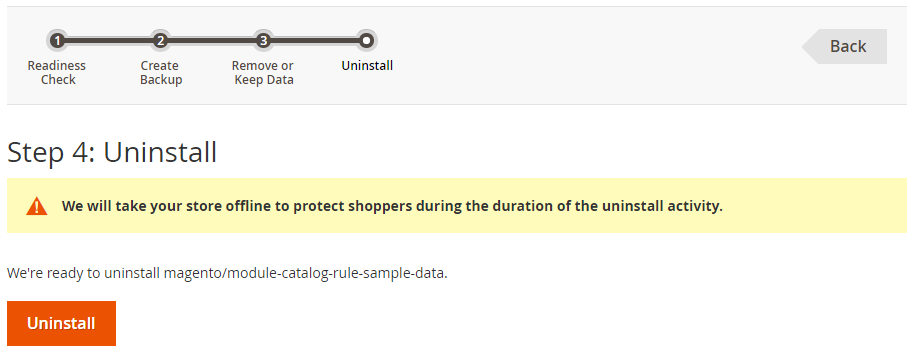 1
2
3
Readiness
Check
Create
Backup
Remove or
Keep Data
Uninstall
Back
Step 4: Uninstall
We will take your store offline to protect shoppers during the duration of the uninstall activity.
We're ready to uninstall magento/module-catalog-rule-sample-data.
Uninstall